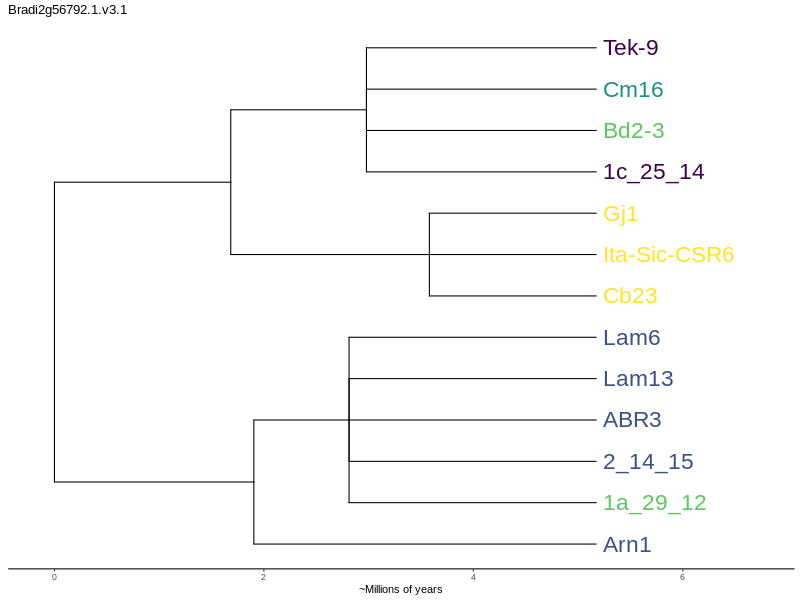 Bradi2g56792.1.v3.1
Tek-9
Cm16
Bd2-3
1c_25_14
Gj1
Ita-Sic-CSR6
Cb23
Lam6
Lam13
ABR3
2_14_15
1a_29_12
Arn1
0 2 4 6
~Millions of years